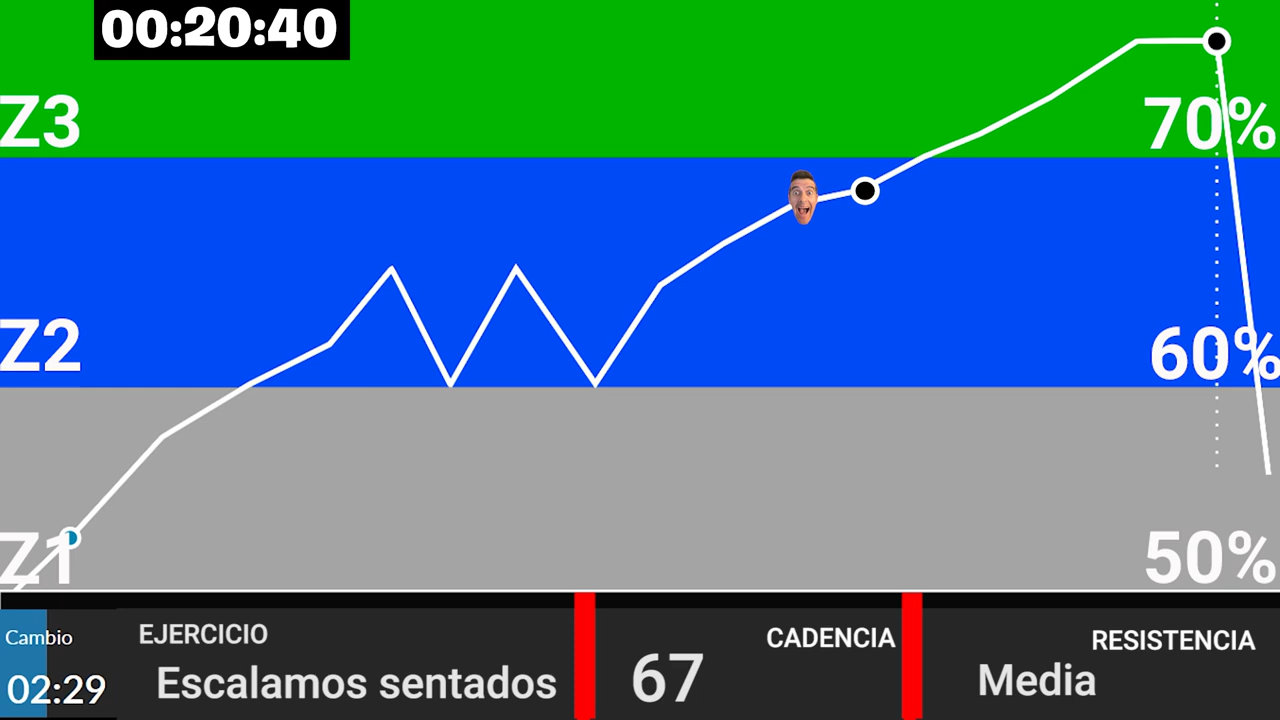 00:20:40
Z3
70%
Z2
60%
Z1
50%
Cambio
02:29
EJERCICIO
Escalamos sentados
CADENCIA
67
RESISTENCIA
Media